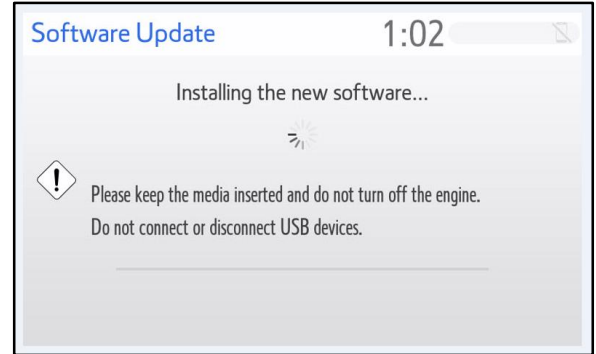 Software Update 1:02
Installing the new software...
!
Please keep the media inserted and do not turn off the engine.
Do not connect or disconnect USB devices.